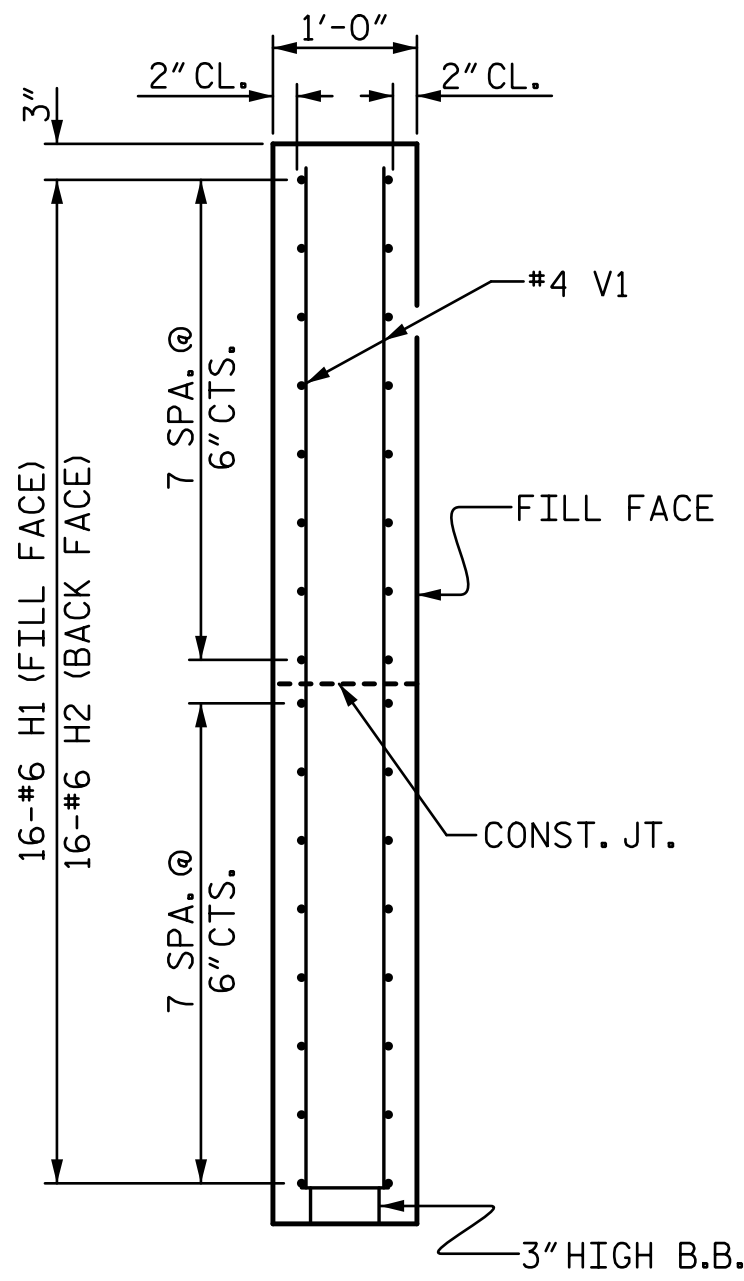 1'-0"
2" CL.
2" CL.
3"
#4 V1
7 SPA. @
6" CTS.
FILL FACE
16-#6 H1 (FILL FACE)
16-#6 H2 (BACK FACE)
CONST. JT.
7 SPA. @
6" CTS.
3" HIGH B.B.